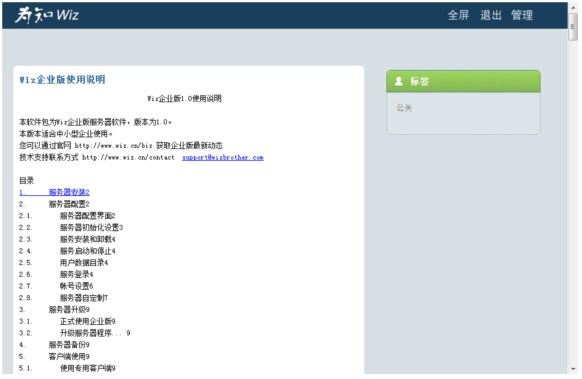 为知 Wiz
全屏 退出 管理
Wiz企业版使用说明
Wiz企业版1.0使用说明
本软件包为Wiz企业版服务器软件，版本为1.0。
本版本适合中小型企业使用。
您可以通过官网 http://www.wiz.cn/biz 获取企业版最新动态
技术支持联系方式 http://www.wiz.cn/contact support@wizbrother.com
目录
1. 服务器安装2
2. 服务器配置2
2.1. 服务器配置界面2
2.2. 服务器初始化设置3
2.3. 服务安装和卸载4
2.4. 服务启动和停止4
2.5. 用户数据目录4
2.6. 服务登录4
2.7. 帐号设置6
2.8. 服务器自定制7
3. 服务器升级9
3.1. 正式使用企业版9
3.2. 升级服务器程序... 9
4. 服务器备份9
5. 客户端使用9
5.1. 使用专用客户端9
标签
公关